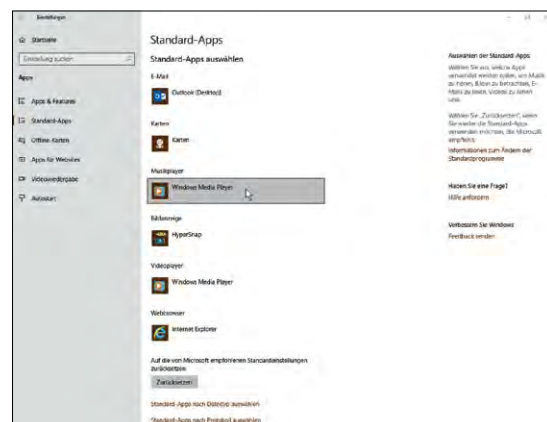 Einstellungen
Startseite
Einstellung suchen
Apps
Apps & Features
Standard-Apps
Offline-Karten
Apps für Websites
Videowiedergabe
Autostart
Standard-Apps
Standard-Apps auswählen
E-Mail
Outlook (Desktop)
Karten
Karten
Musikplayer
Windows Media Player
Bildanzeige
HyperSnap
Videoplayer
Windows Media Player
Webbrowser
Internet Explorer
Auf die von Microsoft empfohlenen Standardeinstellungen
zurücksetzen
Zurücksetzen
Standard-Apps nach Dateityp auswählen
Standard-Apps nach Protokoll auswählen
Auswählen der Standard-Apps
Wählen Sie aus, welche Apps
verwendet werden sollen, um Musik
zu hören, Bilder zu betrachten, E-
Mails zu lesen, Videos zu sehen
usw.
Wählen Sie „Zurücksetzen“, wenn
Sie wieder die Standard-Apps
verwenden möchten, die Microsoft
empfiehlt.
Informationen zum Ändern der
Standardprogramme
Haben Sie eine Frage?
Hilfe anfordern
Verbessern Sie Windows
Feedback senden